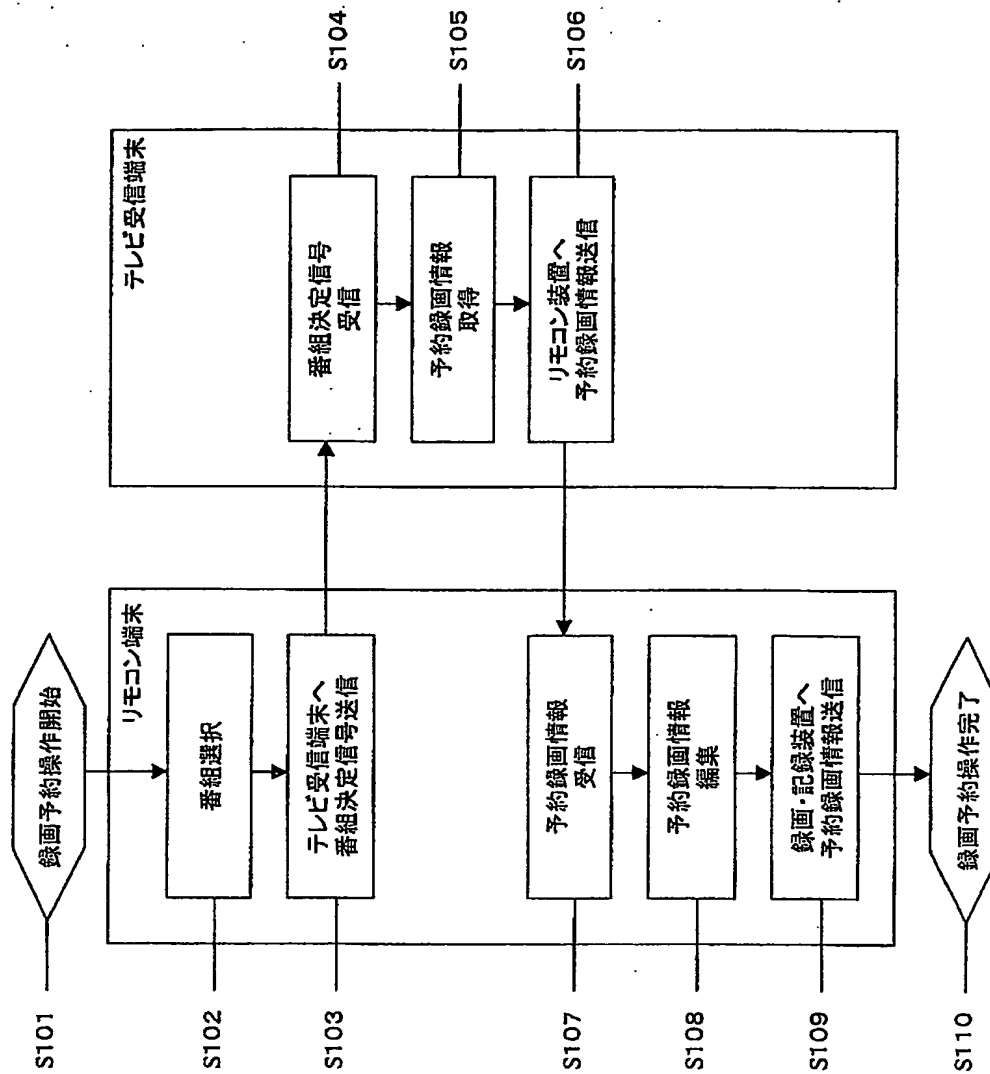 S101
録画予約操作開始
リモコン端末
S102
番組選択
S103
テレビ受信端末へ
番組決定信号送信
テレビ受信端末
番組決定信号
受信
S104
予約録画情報
取得
S105
リモコン装置へ
予約録画情報送信
S106
S107
予約録画情報
受信
S108
予約録画情報
編集
S109
録画・記録装置へ
予約録画情報送信
S110
録画予約操作完了